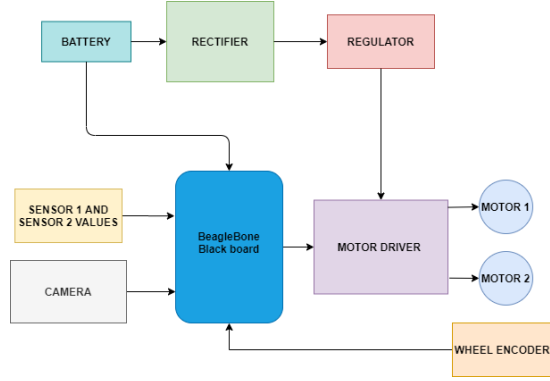 BATTERY
RECTIFIER
REGULATOR
SENSOR 1 AND
SENSOR 2 VALUES
BeagleBone
Black board
MOTOR DRIVER
MOTOR 1
CAMERA
MOTOR 2
WHEEL ENCODER